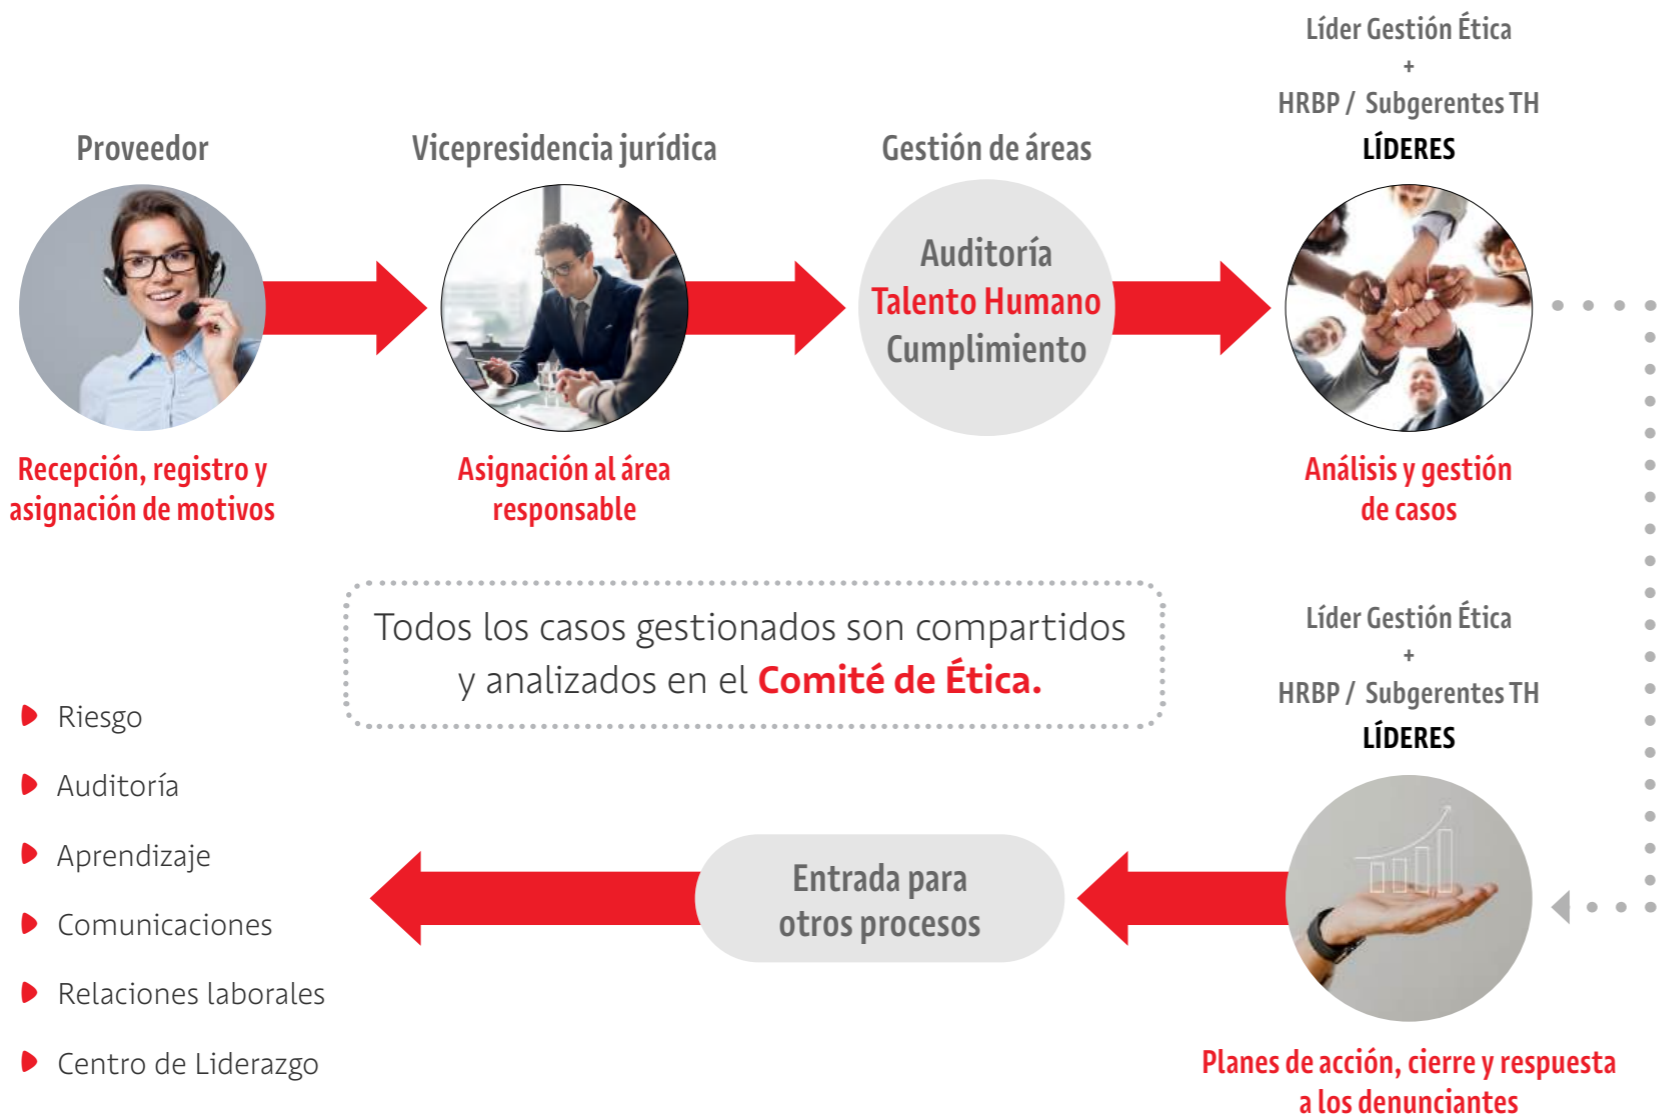 Proveedor
Recepción, registro y
asignación de motivos
Vicepresidencia jurídica
Asignación al área
responsable
Gestión de áreas
Auditoría
Talento Humano
Cumplimiento
Líder Gestión Ética
+
HRBP / Subgerentes TH
LÍDERES
Análisis y gestión
de casos
Todos los casos gestionados son compartidos
y analizados en el Comité de Ética.
Líder Gestión Ética
+
HRBP / Subgerentes TH
LÍDERES
Planes de acción, cierre y respuesta
a los denunciantes
Entrada para
otros procesos
Riesgo
Auditoría
Aprendizaje
Comunicaciones
Relaciones laborales
Centro de Liderazgo